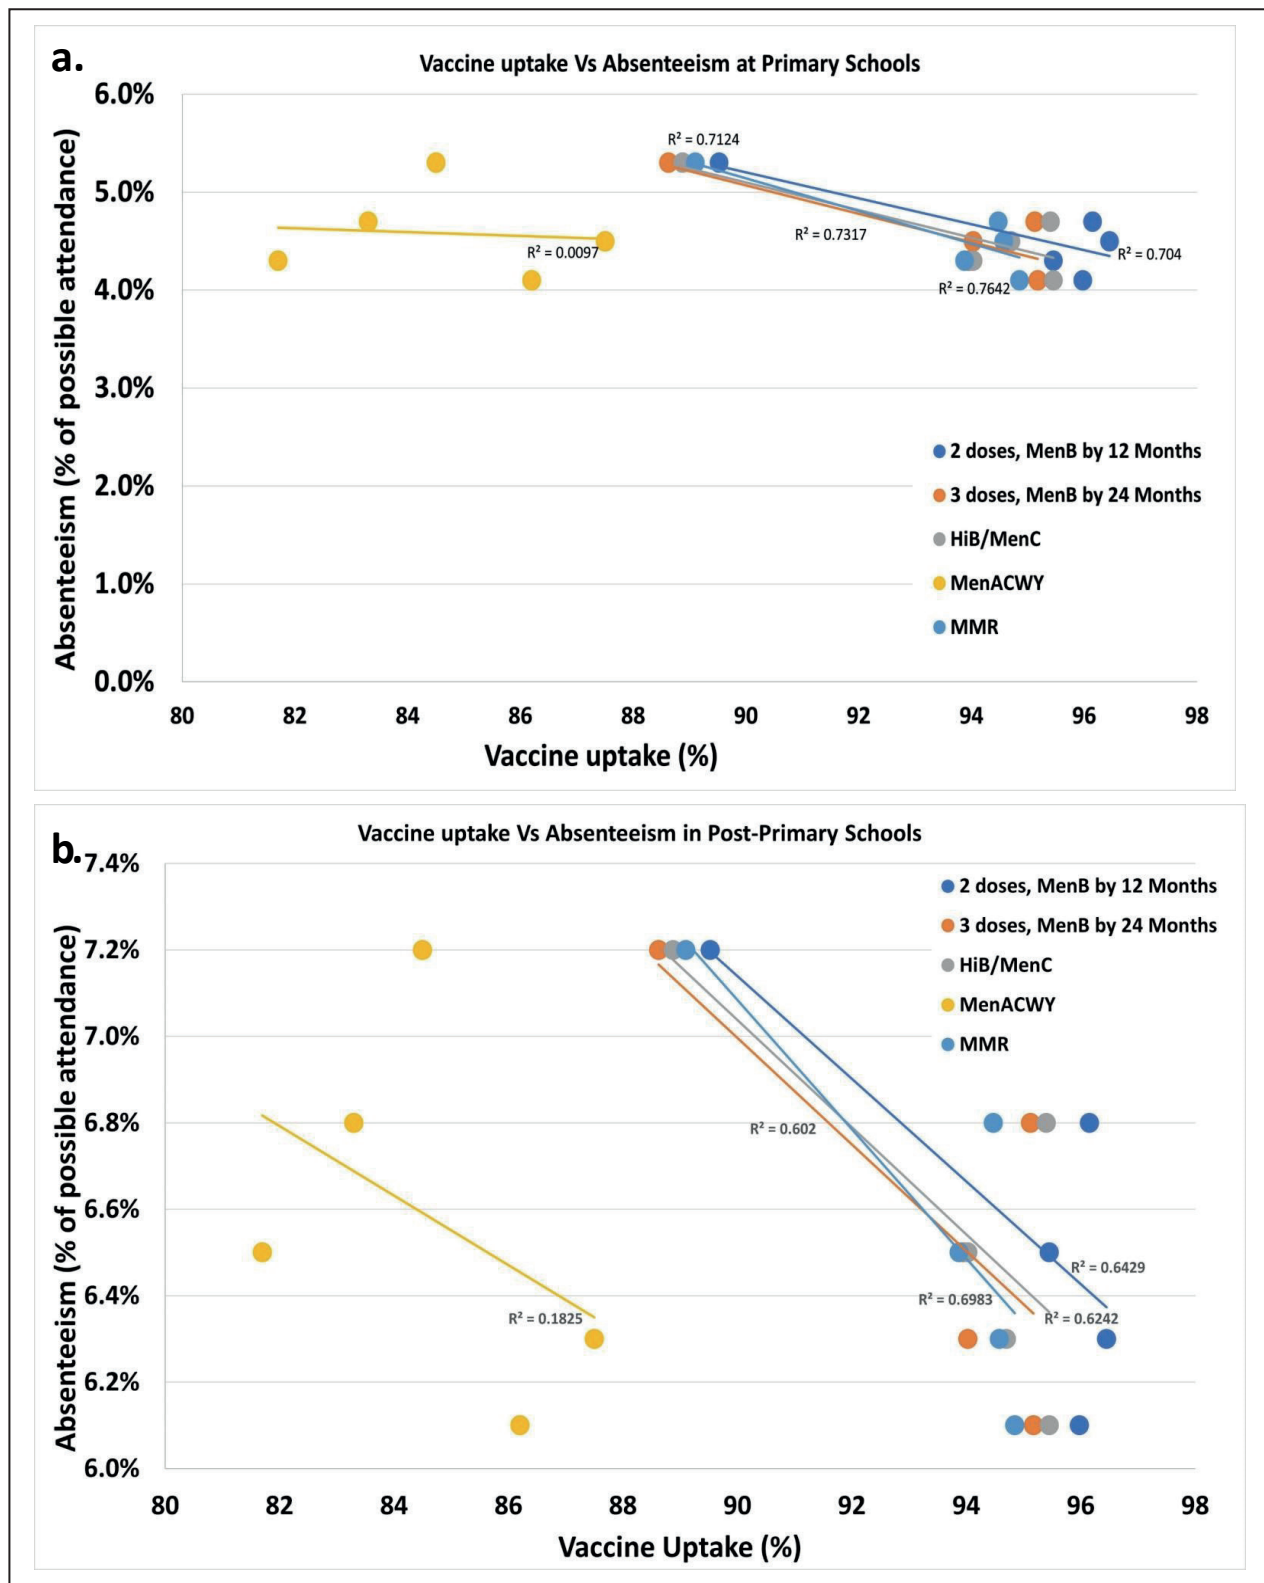 a.
Vaccine uptake Vs Absenteeism at Primary Schools
Absenteeism (% of possible attendance)
6.0%
5.0%
4.0%
3.0%
2.0%
1.0%
0.0%
R² = 0.7124
R² = 0.7317
R² = 0.0097
R² = 0.704
R² = 0.7642
2 doses, MenB by 12 Months
3 doses, MenB by 24 Months
HiB/MenC
MenACWY
MMR
80 82 84 86 88 90 92 94 96 98
Vaccine uptake (%)
b.
Vaccine uptake Vs Absenteeism in Post-Primary Schools
Absenteeism (% of possible attendance)
7.4%
7.2%
7.0%
6.8%
6.6%
6.4%
6.2%
6.0%
2 doses, MenB by 12 Months
3 doses, MenB by 24 Months
HiB/MenC
MenACWY
MMR
R² = 0.602
R² = 0.6429
R² = 0.6983
R² = 0.1825
R² = 0.6242
80 82 84 86 88 90 92 94 96 98
Vaccine Uptake (%)